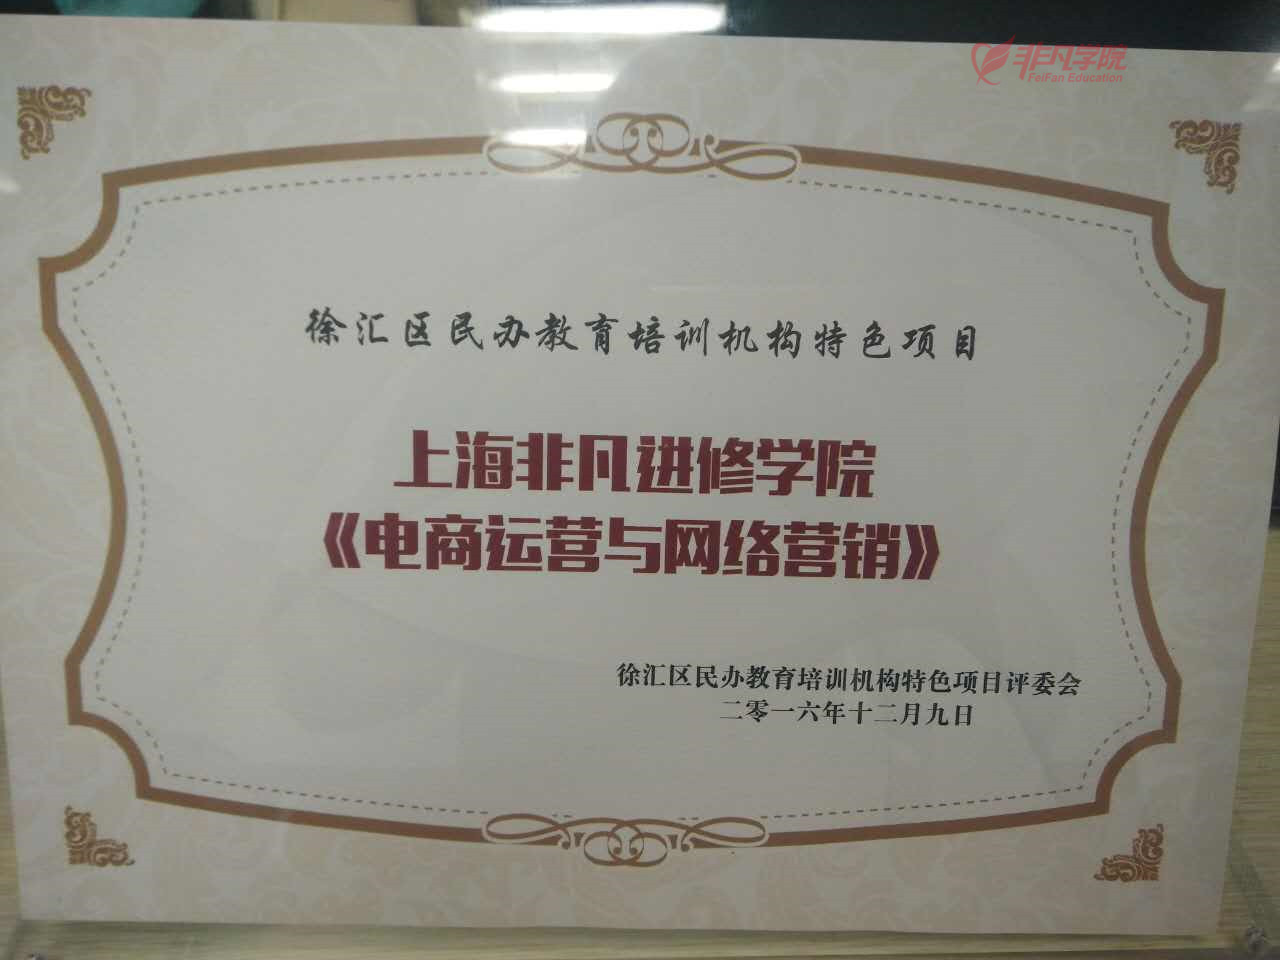 非凡学院
FeiFan Education
徐汇区民办教育培训机构特色项目
上海非凡进修学院
《电商运营与网络营销》
徐汇区民办教育培训机构特色项目评委会
二零一六年十二月九日